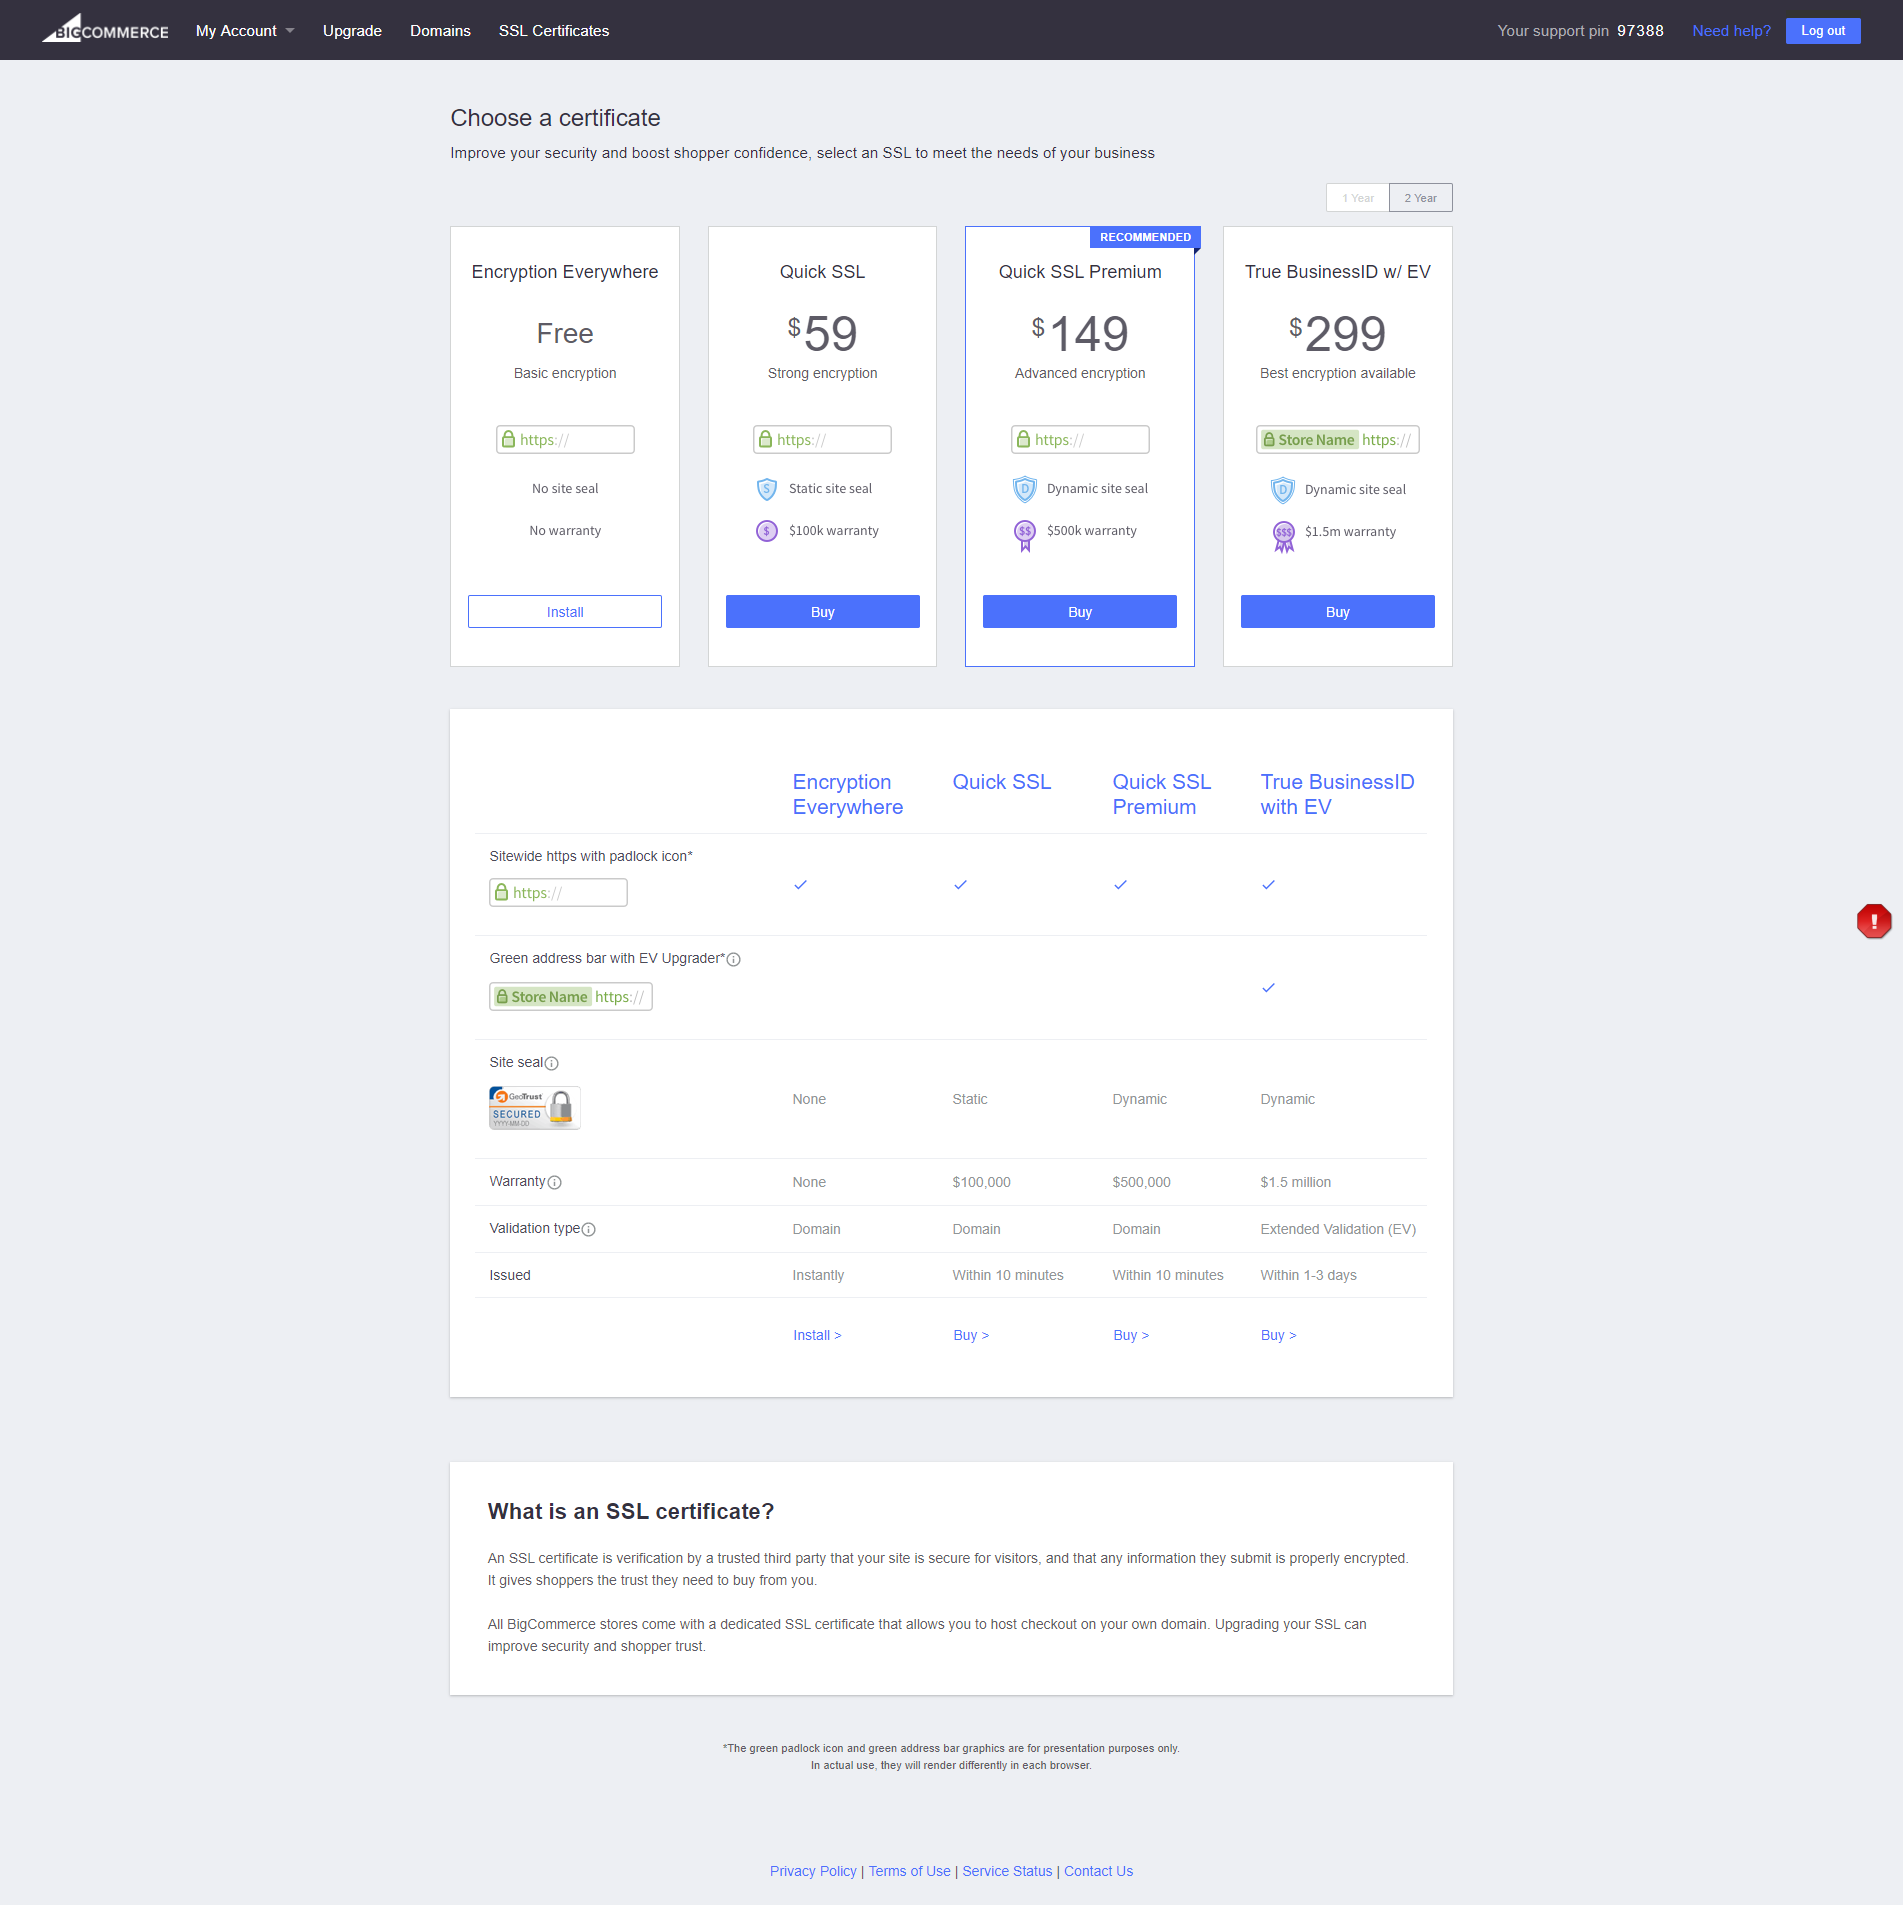 BIGCOMMERCE My Account Upgrade Domains SSL Certificates Your support pin 97388 Need help? Log out
Choose a certificate
Improve your security and boost shopper confidence, select an SSL to meet the needs of your business
1 Year 2 Year
RECOMMENDED
Encryption Everywhere Quick SSL Quick SSL Premium True BusinessID w/ EV
Free $59 $149 $299
Basic encryption Strong encryption Advanced encryption Best encryption available
https:// https:// https:// Store Name https://
No site seal S Static site seal D Dynamic site seal D Dynamic site seal
No warranty $ $100k warranty $$ $500k warranty $$$ $1.5m warranty
Install Buy Buy Buy
Encryption Quick SSL Quick SSL True BusinessID
Everywhere Premium with EV
Sitewide https with padlock icon*
https://
Green address bar with EV Upgrader*
Store Name https://
Site seal
GeoTrust
SECURED
YYYY-MM-DD
None Static Dynamic Dynamic
Warranty None $100,000 $500,000 $1.5 million
Validation type Domain Domain Domain Extended Validation (EV)
Issued Instantly Within 10 minutes Within 10 minutes Within 1-3 days
Install > Buy > Buy > Buy >
What is an SSL certificate?
An SSL certificate is verification by a trusted third party that your site is secure for visitors, and that any information they submit is properly encrypted.
It gives shoppers the trust they need to buy from you.
All BigCommerce stores come with a dedicated SSL certificate that allows you to host checkout on your own domain. Upgrading your SSL can
improve security and shopper trust.
*The green padlock icon and green address bar graphics are for presentation purposes only.
In actual use, they will render differently in each browser.
Privacy Policy | Terms of Use | Service Status | Contact Us